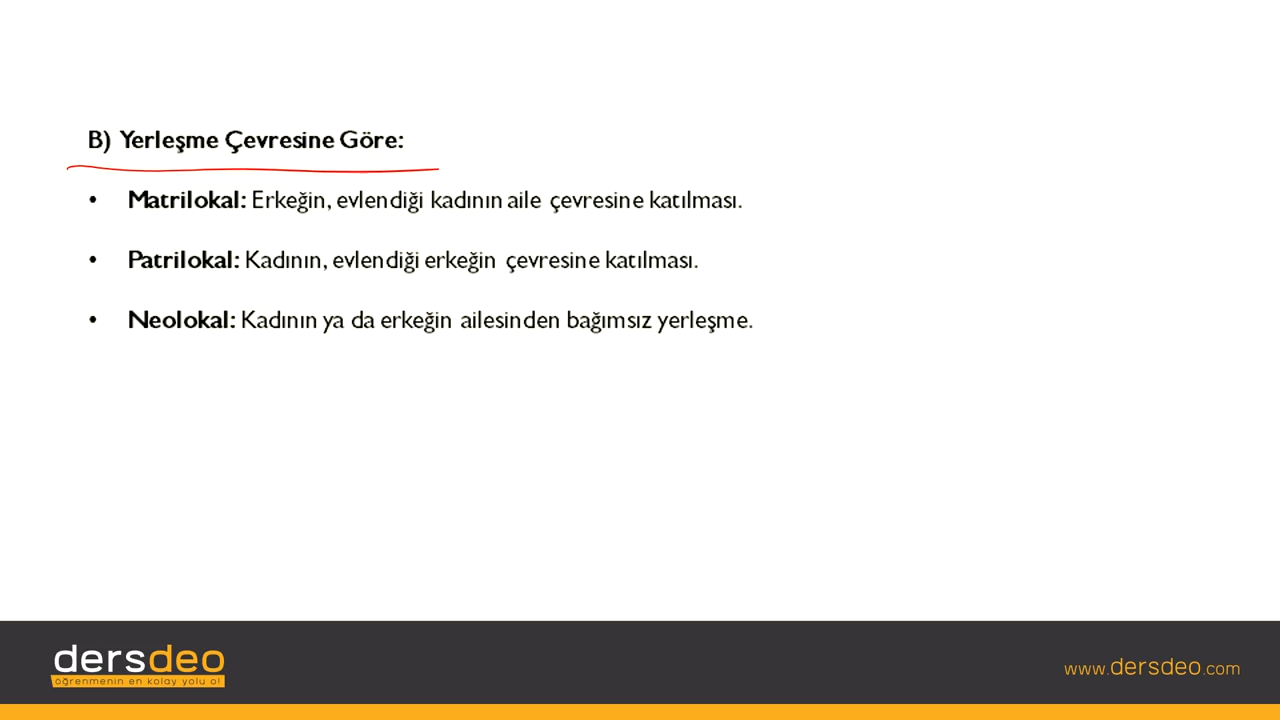 B) Yerleşme Çevresine Göre:
• Matrilokal: Erkeğin, evlendiği kadının aile çevresine katılması.
• Patrilokal: Kadının, evlendiği erkeğin çevresine katılması.
• Neolokal: Kadının ya da erkeğin ailesinden bağımsız yerleşme.
dersdeo
öğrenmenin en kolay yolu o!
www.dersdeo.com